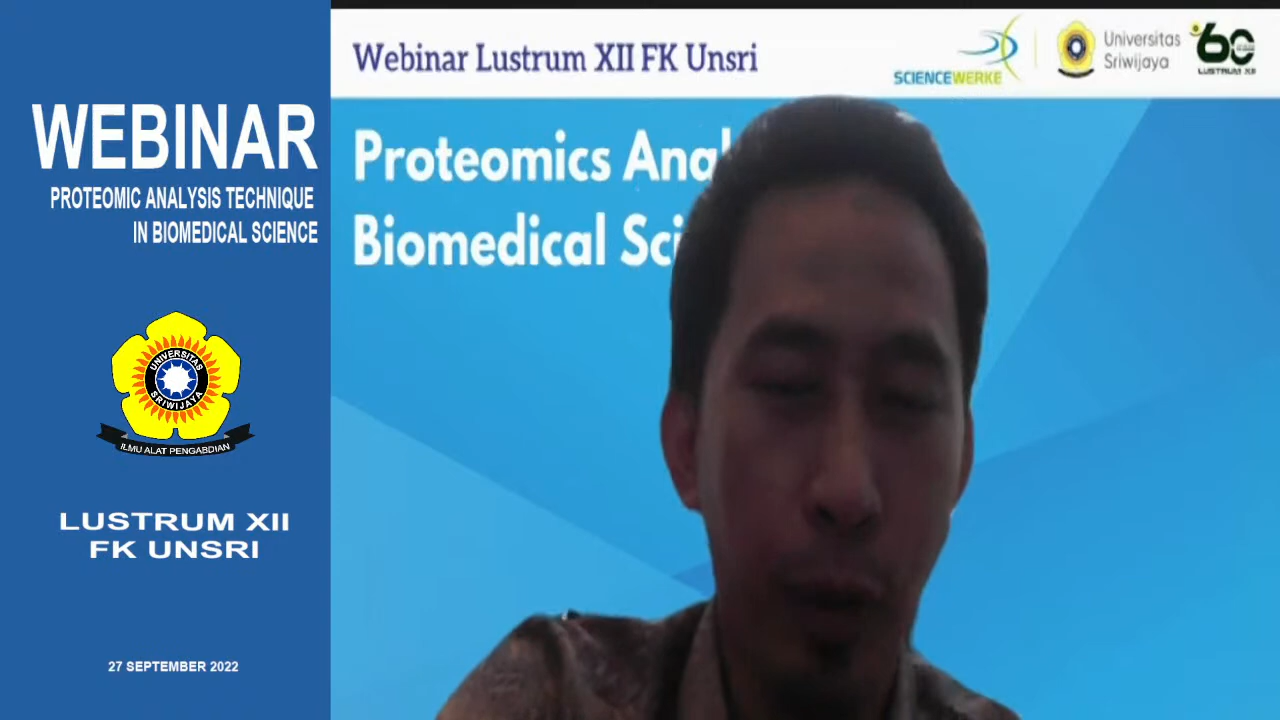 WEBINAR
PROTEOMIC ANALYSIS TECHNIQUE
IN BIOMEDICAL SCIENCE
UNIVERSITAS
SRIWIJAYA
ILMU ALAT PENGABDIAN
LUSTRUM XII
FK UNSRI
27 SEPTEMBER 2022
Webinar Lustrum XII FK Unsri
SCIENCEWERKE
Universitas
Sriwijaya
60
LUSTRUM XII
Proteomics Anal
Biomedical Sci